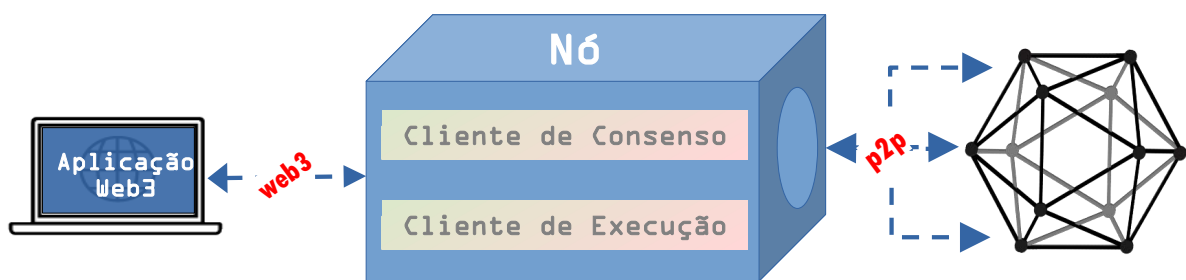 Nó
Cliente de Consenso
Aplicação
Web3
web3
p2p
Cliente de Execução